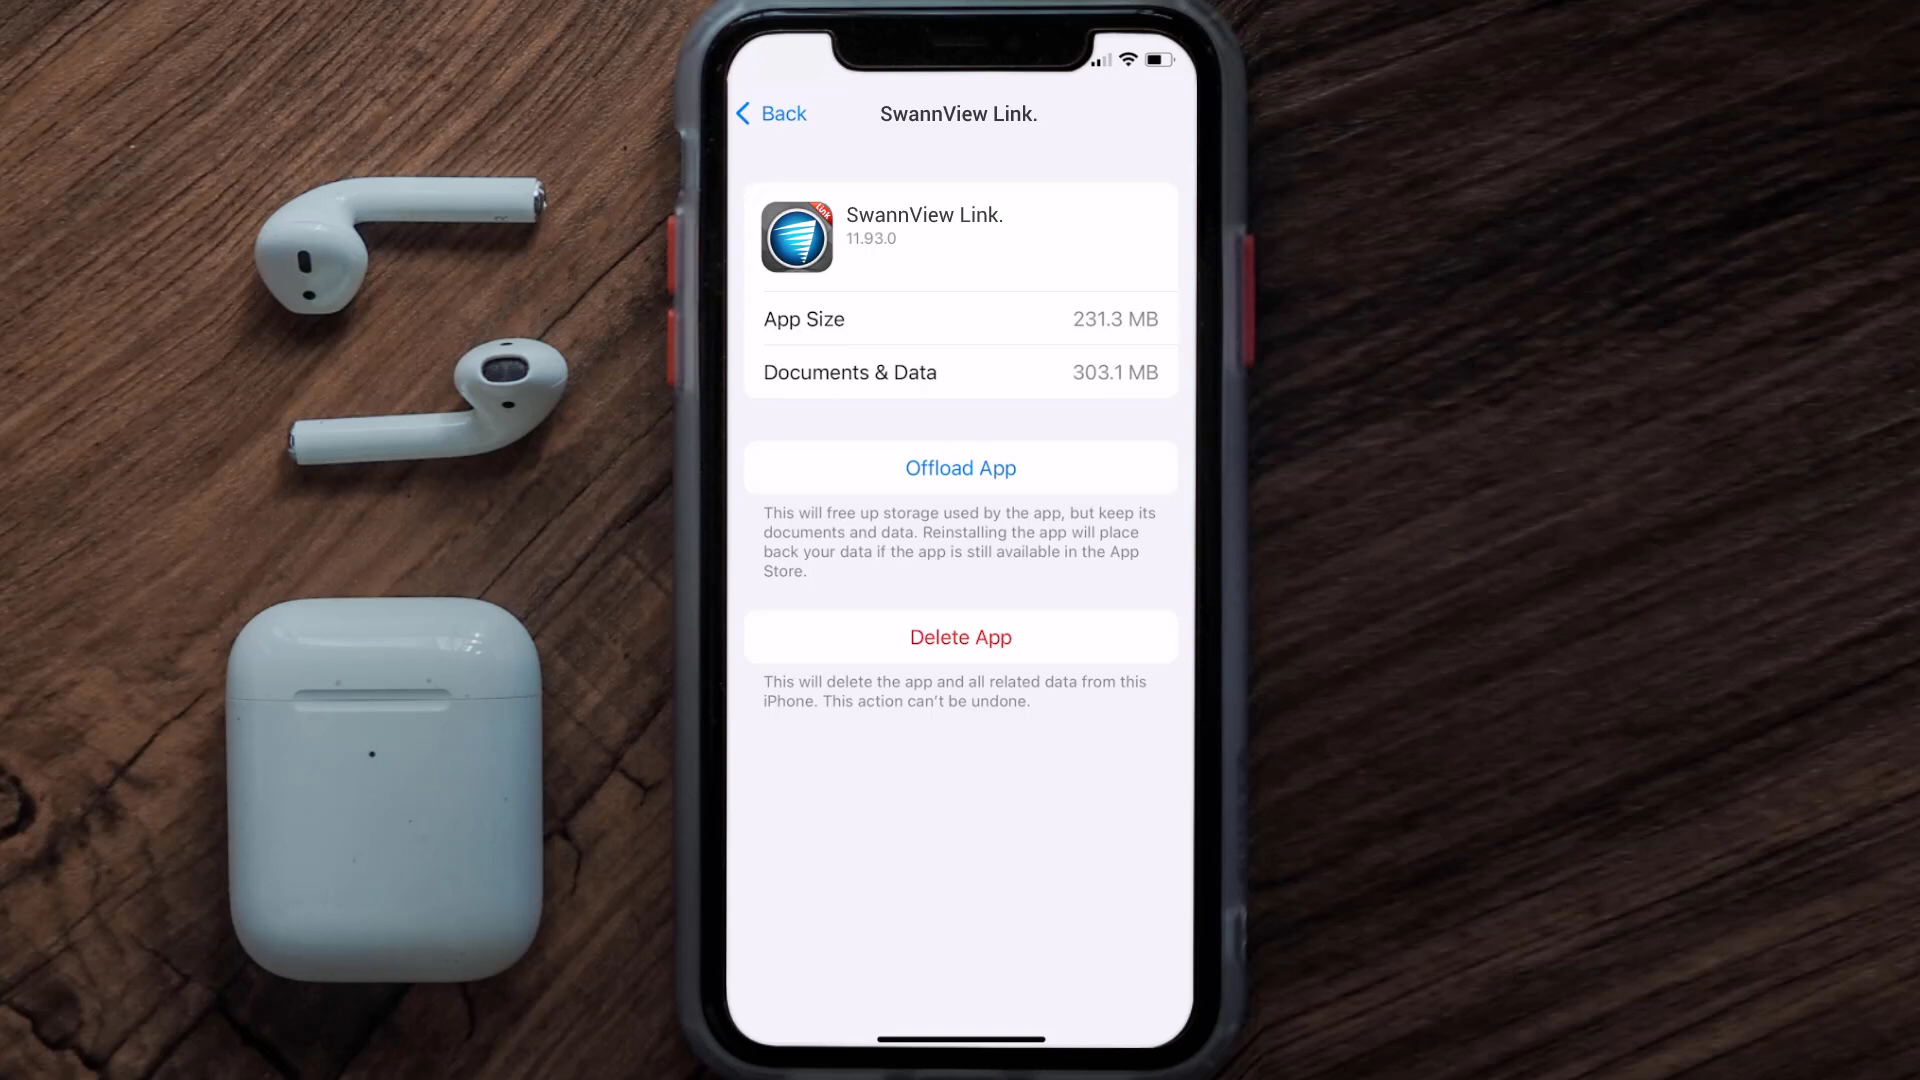 Back
SwannView Link.
Link
SwannView Link.
11.93.0
App Size 231.3 MB
Documents & Data 303.1 MB
Offload App
This will free up storage used by the app, but keep its
documents and data. Reinstalling the app will place
back your data if the app is still available in the App
Store.
Delete App
This will delete the app and all related data from this
iPhone. This action can't be undone.